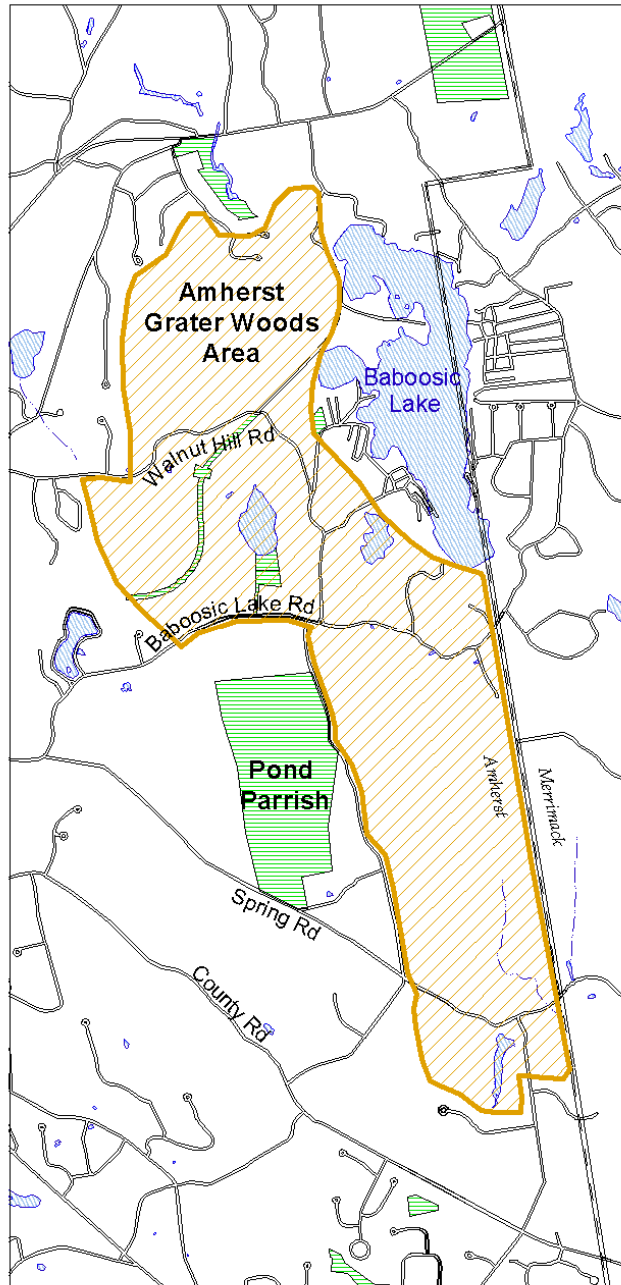 Amherst
Grater Woods
Area
Baboosic
Lake
Walnut Hill Rd
Baboosic Lake Rd
Pond
Parrish
Amherst
Merrimack
Spring Rd
County Rd